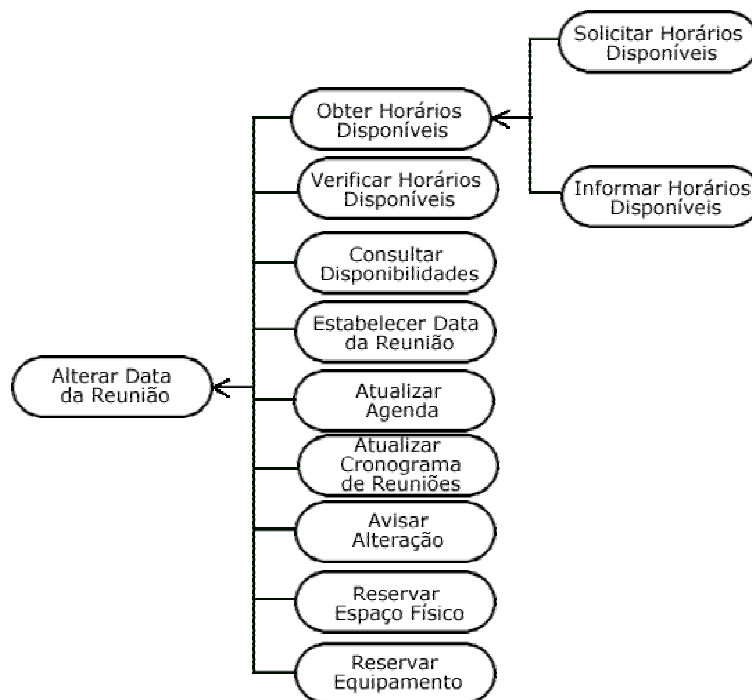 Solicitar Horários
Disponíveis
Obter Horários
Disponíveis
Verificar Horários
Disponíveis
Informar Horários
Disponíveis
Consultar
Disponibilidades
Estabelecer Data
da Reunião
Alterar Data
da Reunião
Atualizar
Agenda
Atualizar
Cronograma
de Reuniões
Avisar
Alteração
Reservar
Espaço Físico
Reservar
Equipamento